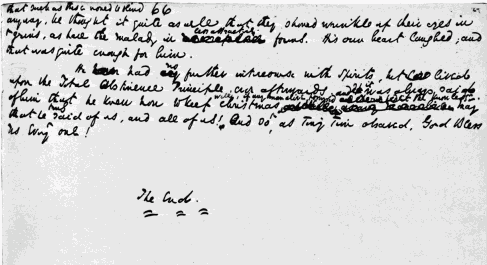 that such as these would be blind 66
anyway, he thought it quite as well that they should wrinkle up their eyes in
grins, as have the malady in less attractive forms. His own heart laughed; and
that was quite enough for him.
He had no further intercourse with Spirits, but lived
upon the Total Abstinence Principle, ever afterwards; and it was always said
of him that he knew how to keep Christmas well, if any man alive possessed the knowledge. may
that be said of us, and all of us! And so, as Tiny Tim observed, God Bless
Us Every one!
The End.